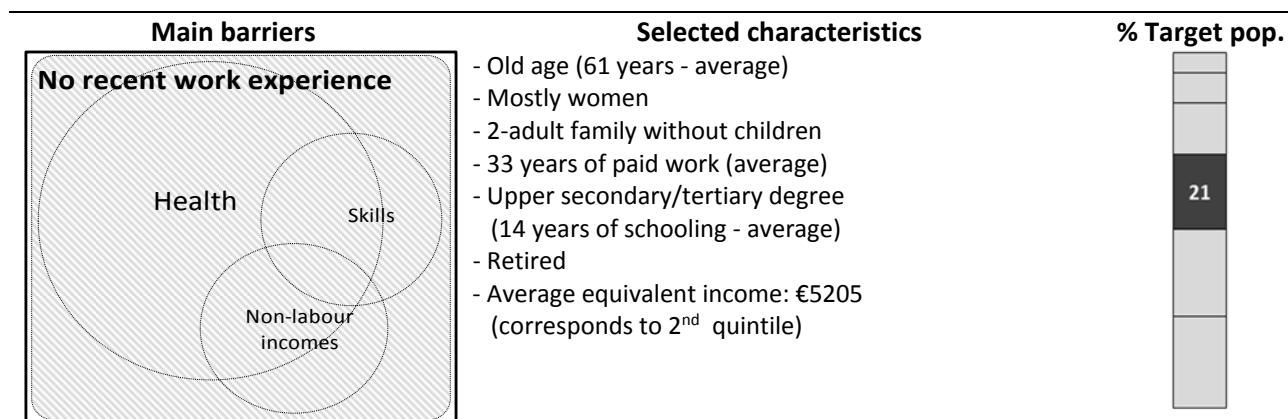 Main barriers
Selected characteristics
% Target pop.
No recent work experience
Health
Skills
Non-labour
incomes
- Old age (61 years - average)
- Mostly women
- 2-adult family without children
- 33 years of paid work (average)
- Upper secondary/tertiary degree
(14 years of schooling - average)
- Retired
- Average equivalent income: €5205
(corresponds to 2nd quintile)
21